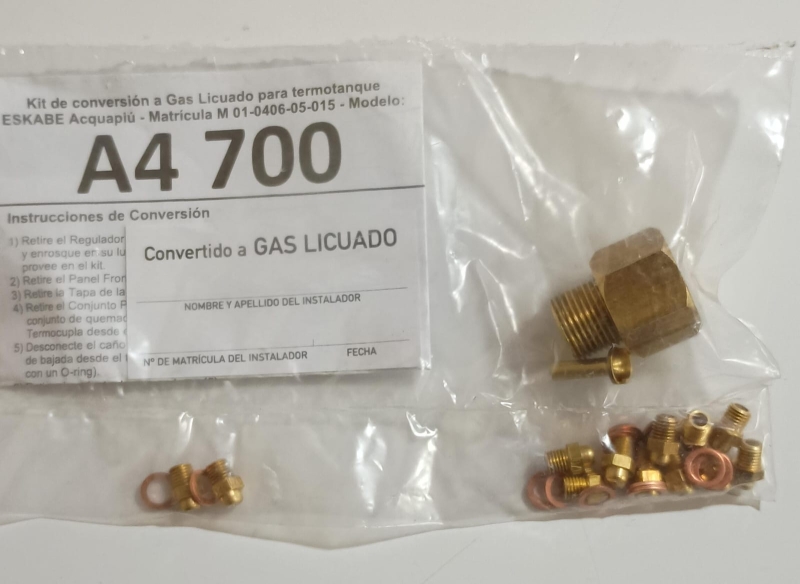 Kit de conversión a Gas Licuado para termotanque
ESKABE Acquapiú - Matrícula M 01-0406-05-015 - Modelo:
A4 700
Instrucciones de Conversión
1) Retire el Regulador
y enrosque en su lu
provee en el kit.
2) Retire el Panel Fron
3) Retire la Tapa de la
4) Retire el Conjunto P
conjunto de quemad
Termocupla desde
5) Desconecte el caño
de bajada desde el
con un O-ring).
Convertido a GAS LICUADO
NOMBRE Y APELLIDO DEL INSTALADOR
Nº DE MATRÍCULA DEL INSTALADOR FECHA